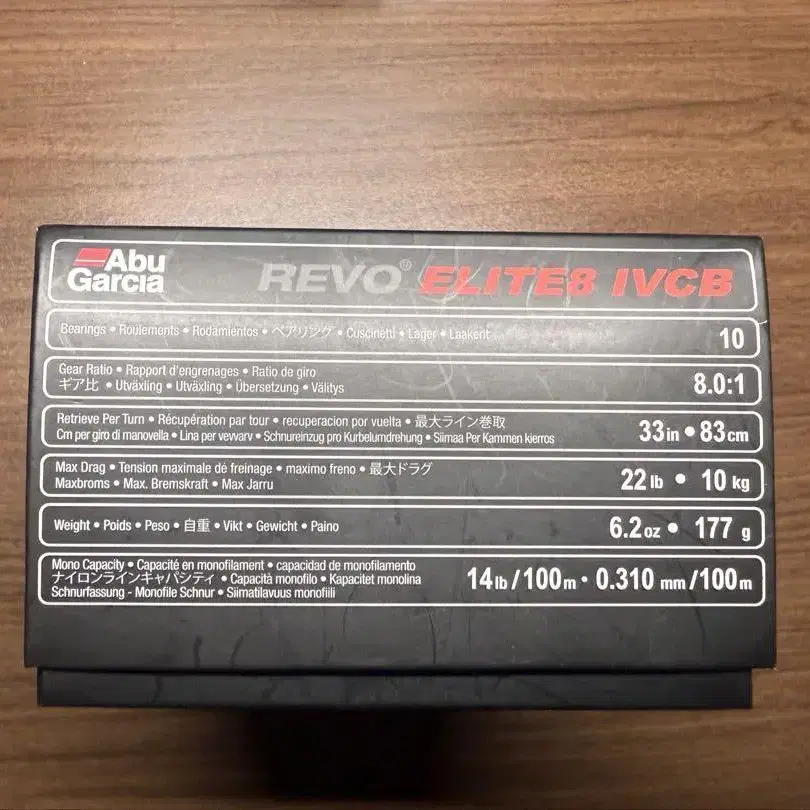 Abu
Garcia
REVO® ELITE8 IVCB
Bearings • Roulements • Rodamientos • ベアリング • Cuscinetti • Lager • Laakerit
10
Gear Ratio • Rapport d'engrenages • Ratio de giro
ギア比 • Utväxling • Utväxling • Übersetzung • Välitys
8.0:1
Retrieve Per Turn • Récupération par tour • recuperacion por vuelta • 最大ライン巻取
Cm per giro di manovella • Lina per vevvarv • Schnureinzug pro Kurbelumdrehung • Siimaa Per Kammen kierros
33in • 83cm
Max Drag • Tension maximale de freinage • maximo freno • 最大ドラグ
Maxbroms • Max. Bremskraft • Max Jarru
22 lb • 10 kg
Weight • Poids • Peso • 自重 • Vikt • Gewicht • Paino
6.2oz • 177 g
Mono Capacity • Capacité en monofilament • capacidad de monofilamento
ナイロンラインキャパシティ • Capacità monofilo • Kapacitet monolina
Schnurfassung - Monofile Schnur • Siimatilavuus monofiili
14lb/100m • 0.310 mm/100m